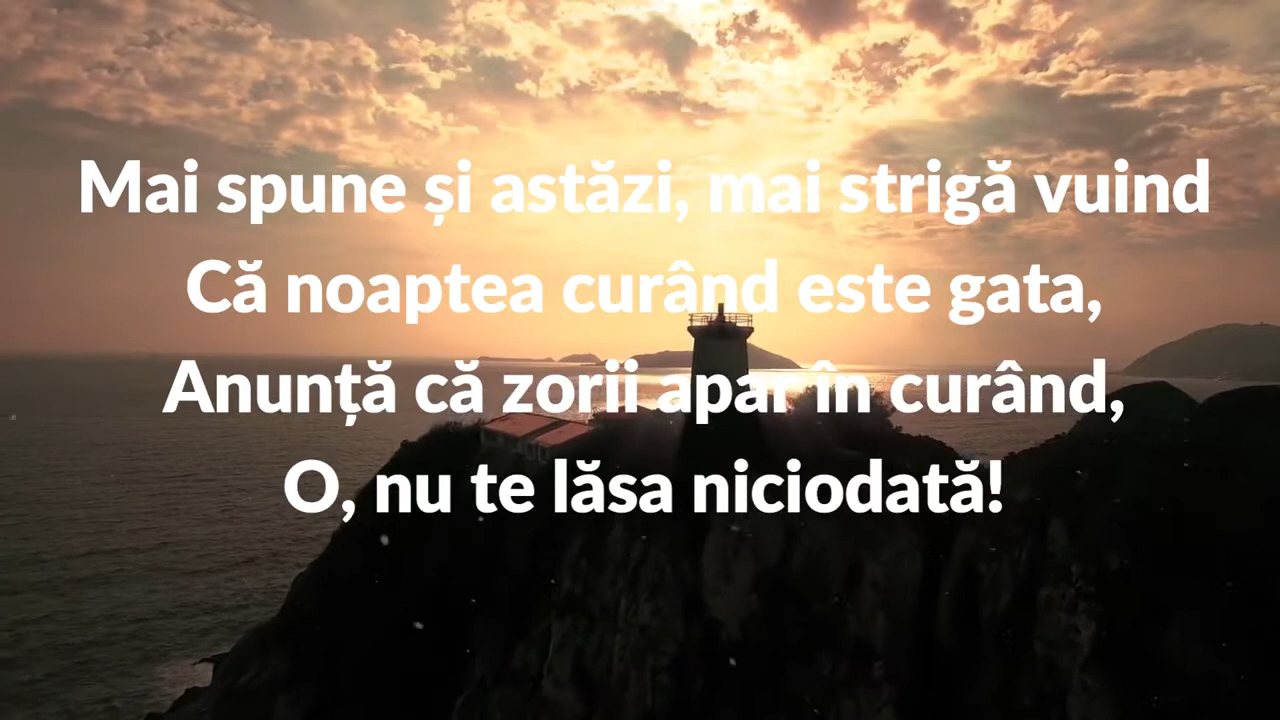 Mai spune și astăzi, mai strigă vuind
Că noaptea curând este gata,
Anunță că zorii apar în curând,
O, nu te lăsa niciodată!